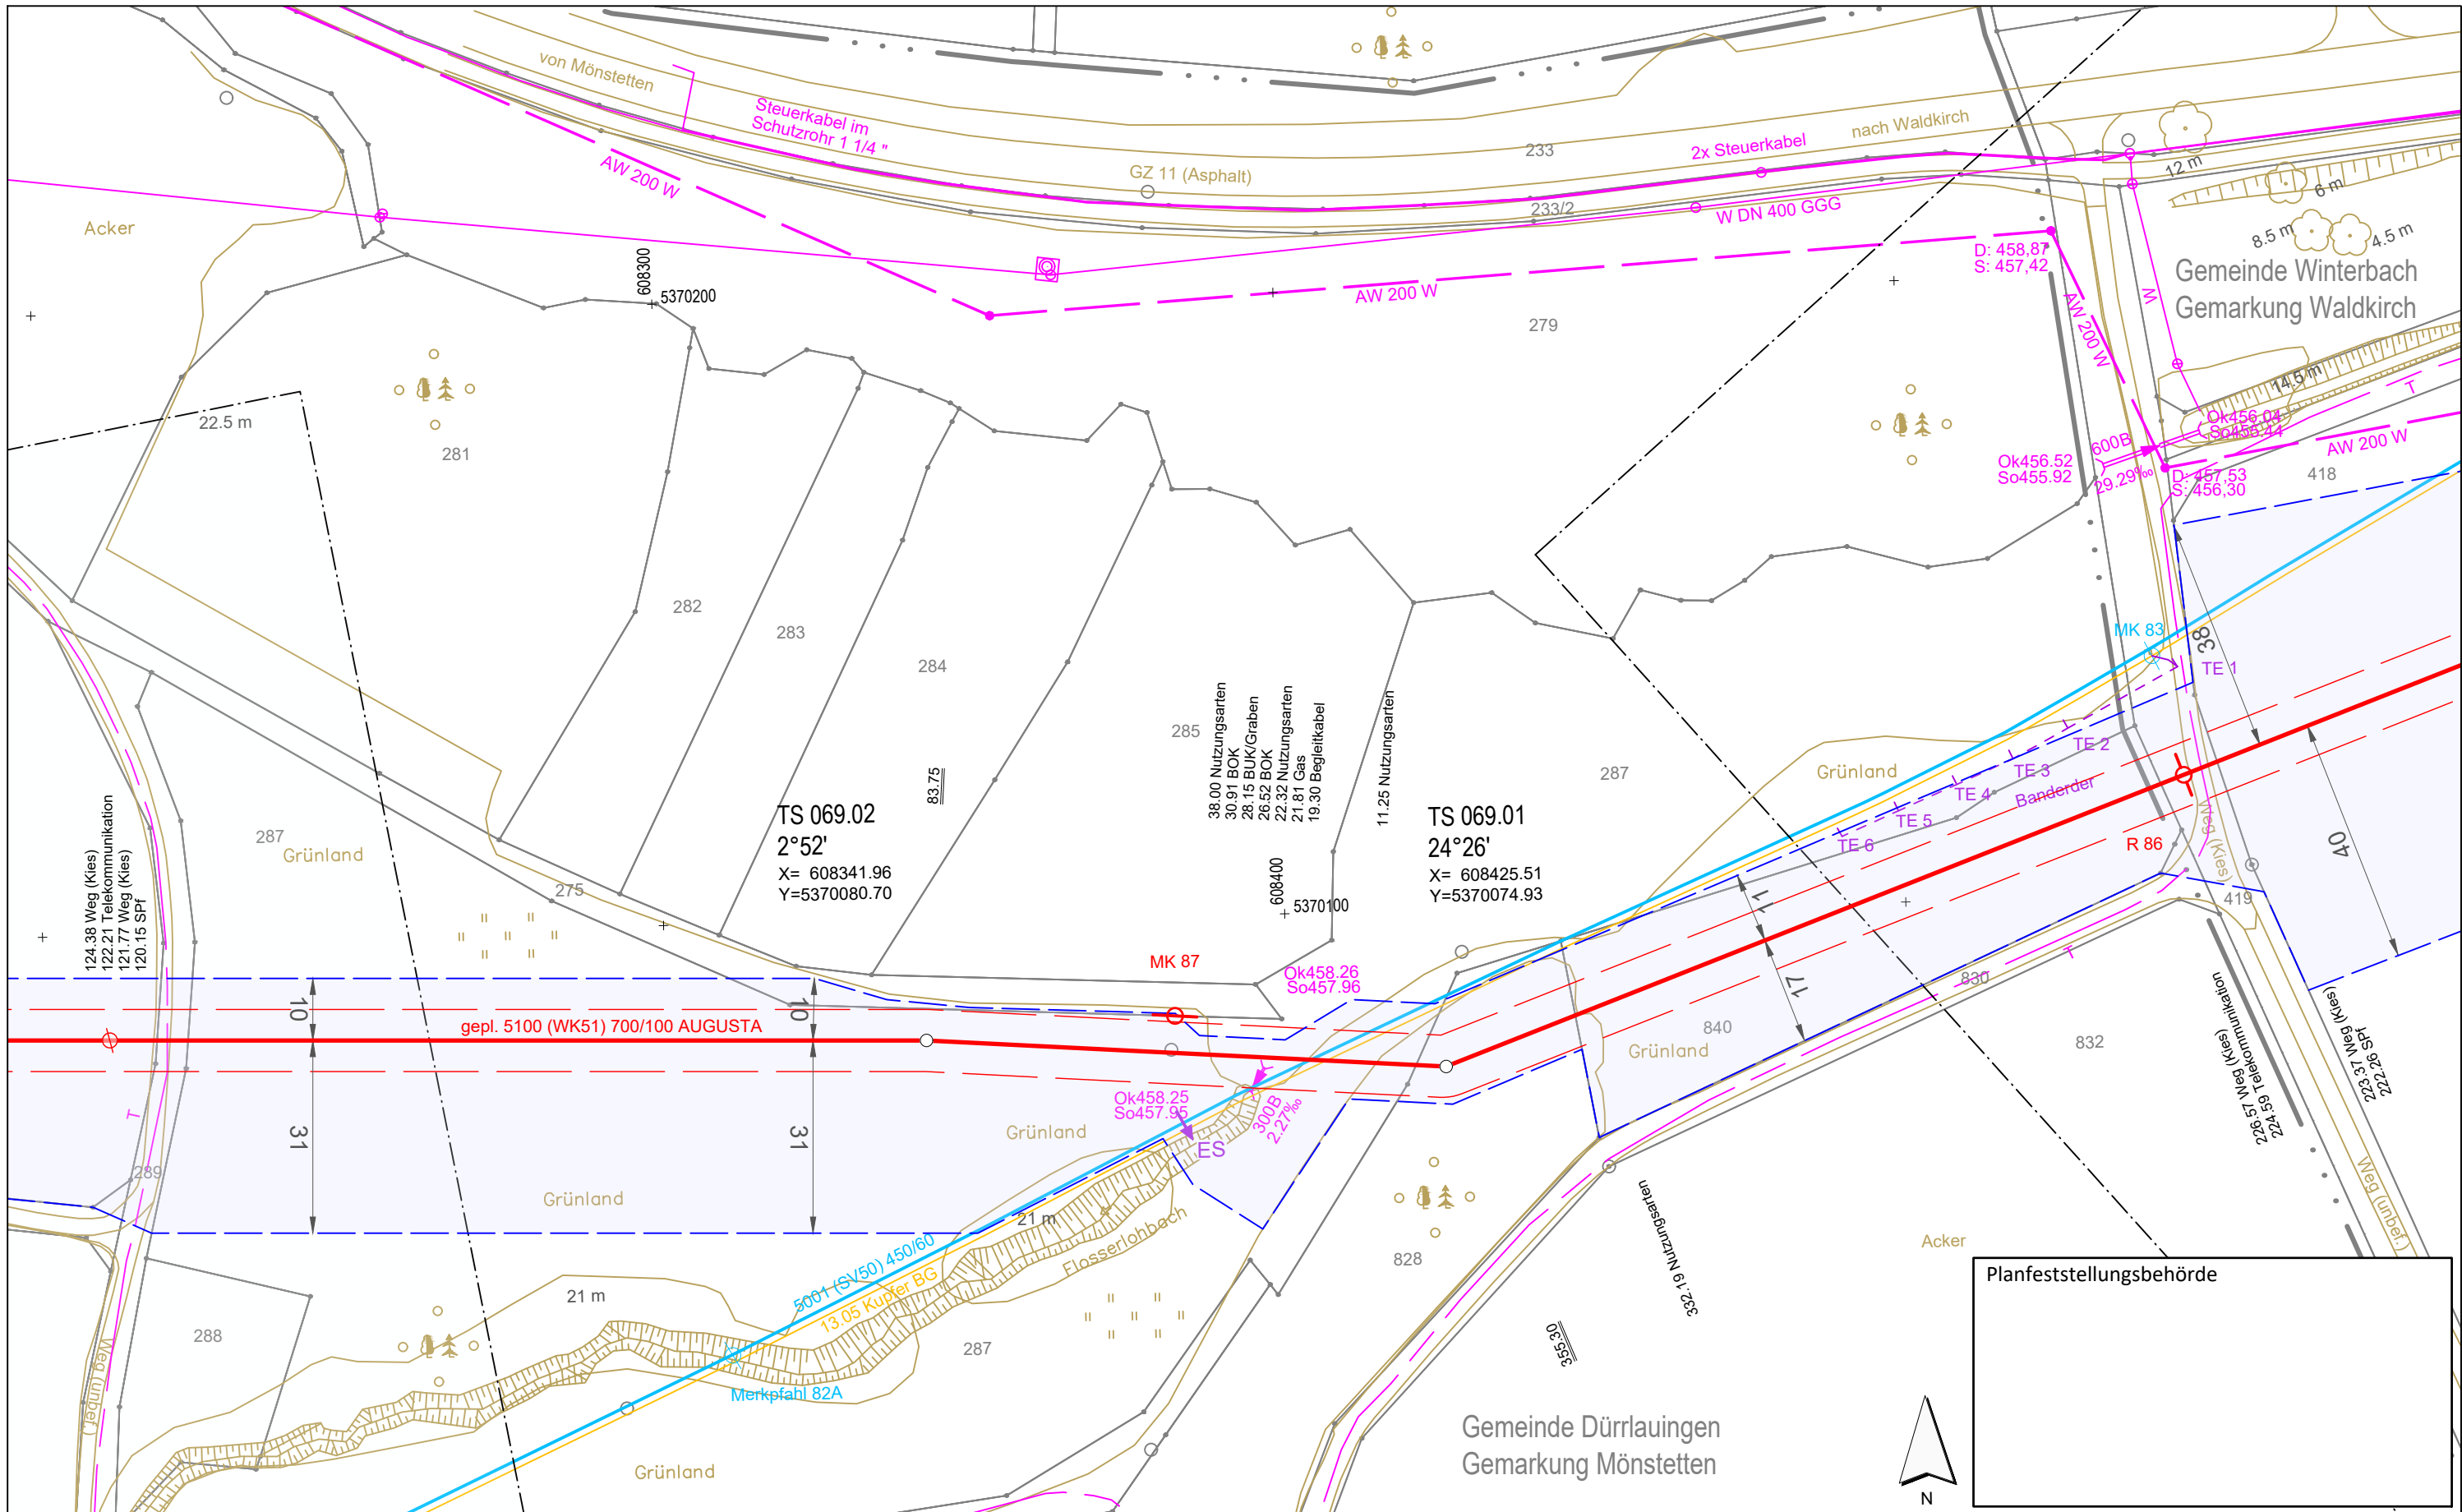 von Mönstetten
Steuerkabel im
Schutzrohr 1 1/4 "
AW 200 W
GZ 11 (Asphalt)
233
2x Steuerkabel
nach Waldkirch
233/2
W DN 400 GGG
12 m
6 m
8.5 m
4.5 m
Acker
608300
5370200
AW 200 W
D: 458,87
S: 457,42
AW 200 W
W
Gemeinde Winterbach
Gemarkung Waldkirch
279
22.5 m
281
14.5 m
T
Ok456.04
So455.44
600B
29.29‰
Ok456.52
So455.92
D: 457,53
S: 456,30
AW 200 W
418
282
283
284
285
MK 83
38
TE 1
TE 2
TE 3
TE 4
TE 5
TE 6
Banderder
38.00 Nutzungsarten
30.91 BOK
28.15 BUK/Graben
26.52 BOK
22.32 Nutzungsarten
21.81 Gas
19.30 Begleitkabel
11.25 Nutzungsarten
287
Grünland
83.75
TS 069.02
2°52'
X= 608341.96
Y=5370080.70
TS 069.01
24°26'
X= 608425.51
Y=5370074.93
608400
5370100
287
Grünland
275
124.38 Weg (Kies)
122.21 Telekommunikation
121.77 Weg (Kies)
120.15 SPf
R 86
Weg (Kies)
40
419
11
17
MK 87
Ok458.26
So457.96
10
10
gepl. 5100 (WK51) 700/100 AUGUSTA
T
830
840
Grünland
832
226.57 Weg (Kies)
224.59 Telekommunikation
223.37 Weg (Kies)
222.26 SPf
T
31
31
Ok458.25
So457.95
300B
2.27‰
ES
Grünland
289
Grünland
21 m
Flosserlohbach
5001 (SV50) 450/60
13.05 Kupfer BG
21 m
288
Weg (unbef.)
Merkpfahl 82A
287
828
332.19 Nutzungsarten
355.30
Acker
Weg (unbef.)
Planfeststellungsbehörde
Gemeinde Dürrlauingen
Gemarkung Mönstetten
Grünland
N